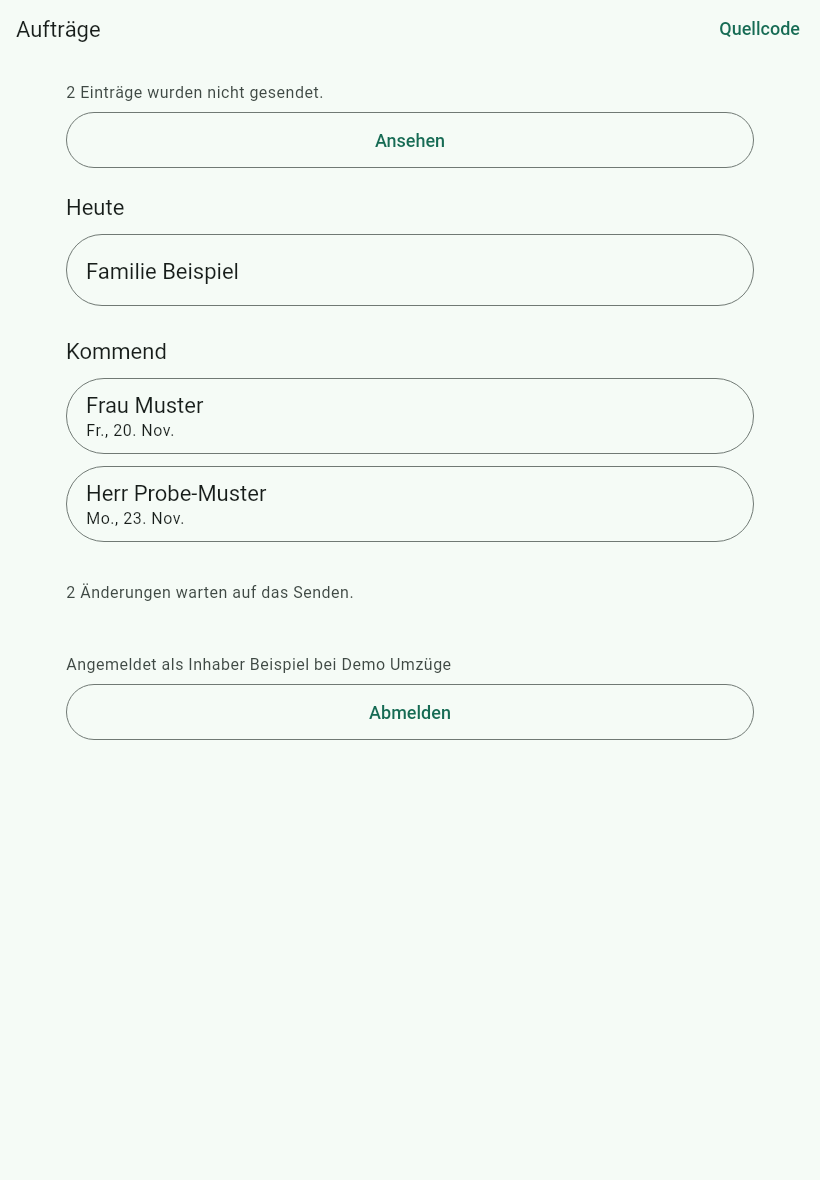 Aufträge
Quellcode
2 Einträge wurden nicht gesendet.
Ansehen
Heute
Familie Beispiel
Kommend
Frau Muster
Fr., 20. Nov.
Herr Probe-Muster
Mo., 23. Nov.
2 Änderungen warten auf das Senden.
Angemeldet als Inhaber Beispiel bei Demo Umzüge
Abmelden